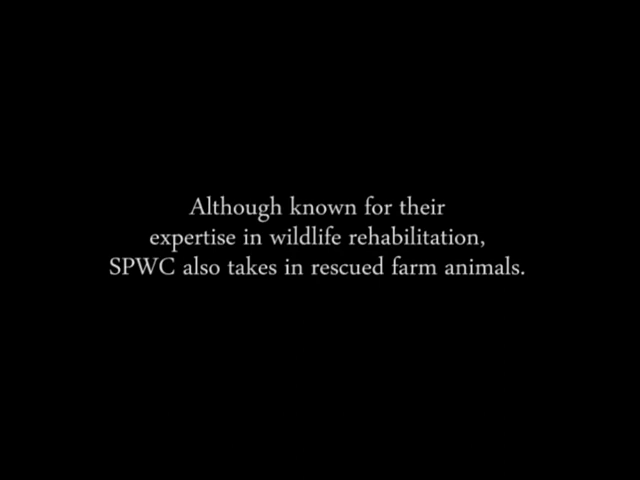 Although known for their
expertise in wildlife rehabilitation,
SPWC also takes in rescued farm animals.